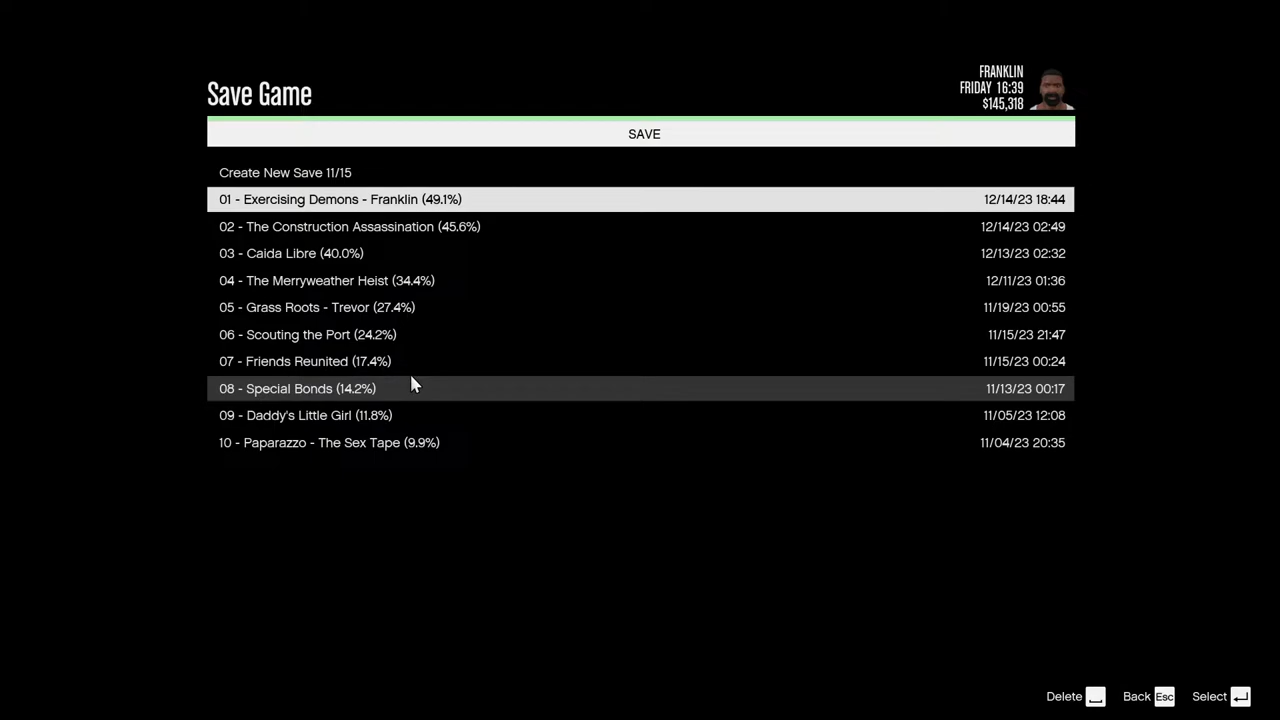 Save Game
FRANKLIN
FRIDAY 16:39
$145,318
SAVE
Create New Save 11/15
01 - Exercising Demons - Franklin (49.1%) 12/14/23 18:44
02 - The Construction Assassination (45.6%) 12/14/23 02:49
03 - Caida Libre (40.0%) 12/13/23 02:32
04 - The Merryweather Heist (34.4%) 12/11/23 01:36
05 - Grass Roots - Trevor (27.4%) 11/19/23 00:55
06 - Scouting the Port (24.2%) 11/15/23 21:47
07 - Friends Reunited (17.4%) 11/15/23 00:24
08 - Special Bonds (14.2%) 11/13/23 00:17
09 - Daddy's Little Girl (11.8%) 11/05/23 12:08
10 - Paparazzo - The Sex Tape (9.9%) 11/04/23 20:35
Delete Back Esc Select